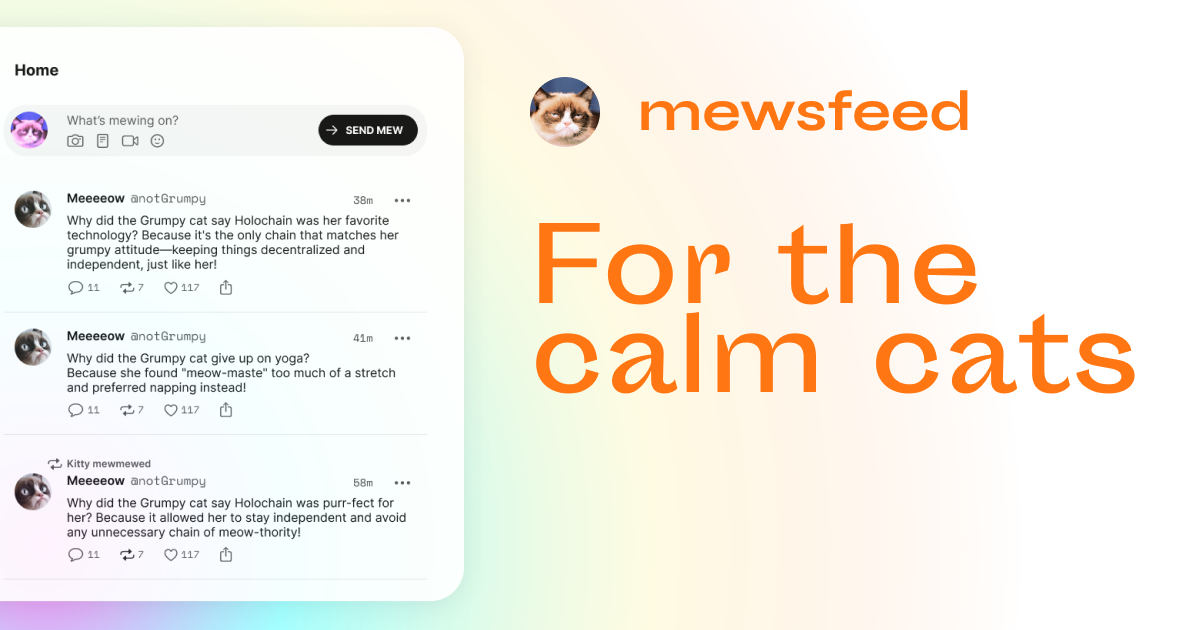 Home
What's mewing on?
SEND MEW
Meeeeow @notGrumpy 38m
Why did the Grumpy cat say Holochain was her favorite
technology? Because it's the only chain that matches her
grumpy attitude—keeping things decentralized and
independent, just like her!
11 7 117
Meeeeow @notGrumpy 41m
Why did the Grumpy cat give up on yoga?
Because she found "meow-maste" too much of a stretch
and preferred napping instead!
11 7 117
Kitty mewmewed
Meeeeow @notGrumpy 58m
Why did the Grumpy cat say Holochain was purr-fect for
her? Because it allowed her to stay independent and avoid
any unnecessary chain of meow-thority!
11 7 117
mewsfeed
For the
calm cats